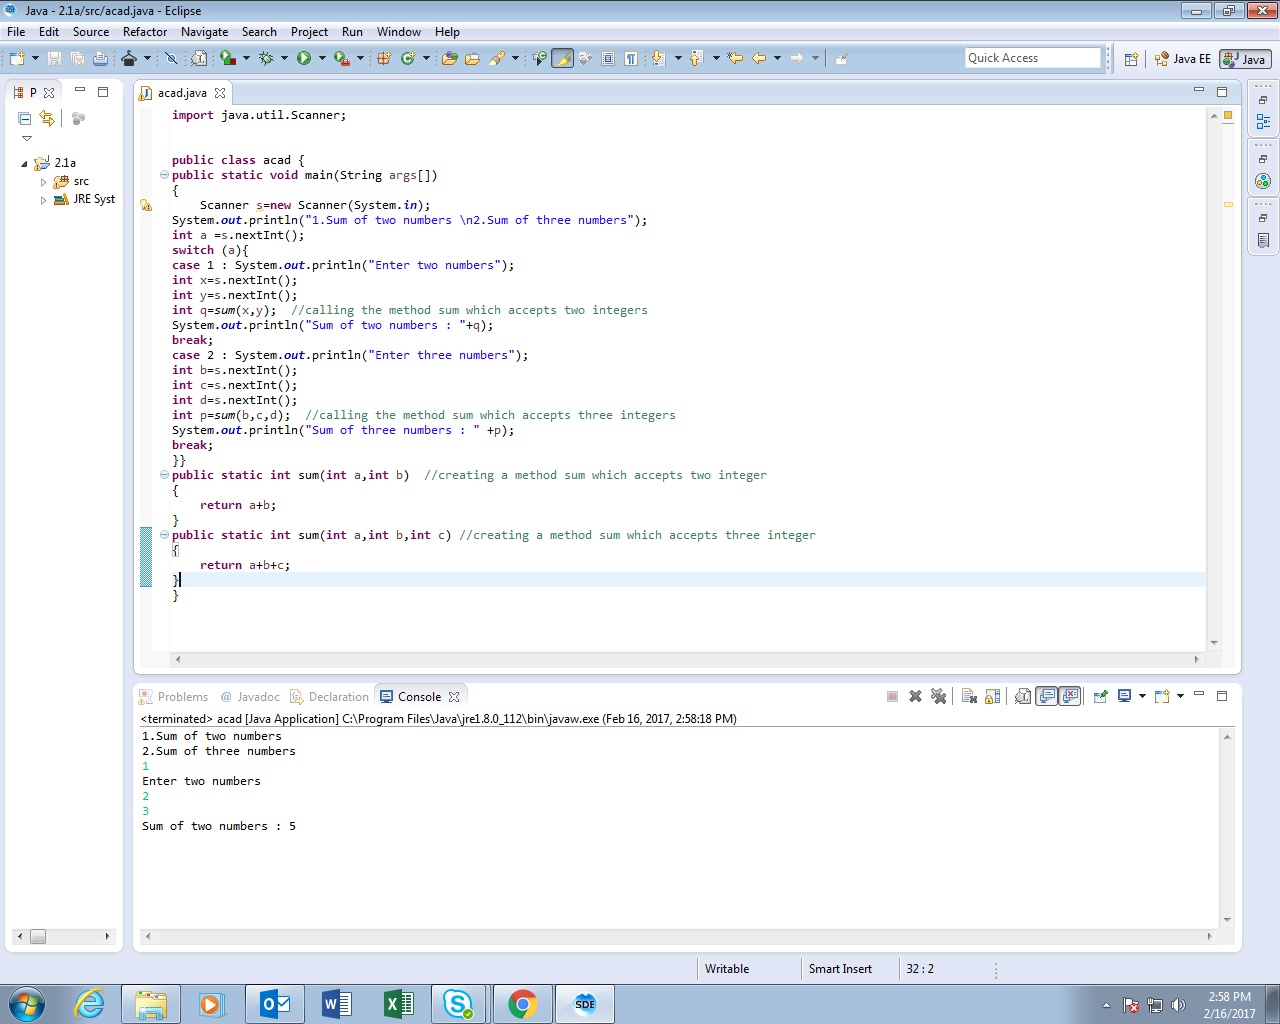 Java - 2.1a/src/acad.java - Eclipse
File Edit Source Refactor Navigate Search Project Run Window Help
Quick Access
Java EE
Java
P
acad.java
2.1a
src
JRE Syst
import java.util.Scanner;
public class acad {
public static void main(String args[])
{
Scanner s=new Scanner(System.in);
System.out.println("1.Sum of two numbers \n2.Sum of three numbers");
int a =s.nextInt();
switch (a){
case 1 : System.out.println("Enter two numbers");
int x=s.nextInt();
int y=s.nextInt();
int q=sum(x,y);  //calling the method sum which accepts two integers
System.out.println("Sum of two numbers : "+q);
break;
case 2 : System.out.println("Enter three numbers");
int b=s.nextInt();
int c=s.nextInt();
int d=s.nextInt();
int p=sum(b,c,d);  //calling the method sum which accepts three integers
System.out.println("Sum of three numbers : " +p);
break;
}}
public static int sum(int a,int b)  //creating a method sum which accepts two integer
{
return a+b;
}
public static int sum(int a,int b,int c) //creating a method sum which accepts three integer
{
return a+b+c;
}
}
Problems @ Javadoc Declaration Console
<terminated> acad [Java Application] C:\Program Files\Java\jre1.8.0_112\bin\javaw.exe (Feb 16, 2017, 2:58:18 PM)
1.Sum of two numbers
2.Sum of three numbers
1
Enter two numbers
2
3
Sum of two numbers : 5
Writable
Smart Insert
32 : 2
SDE
2:58 PM
2/16/2017